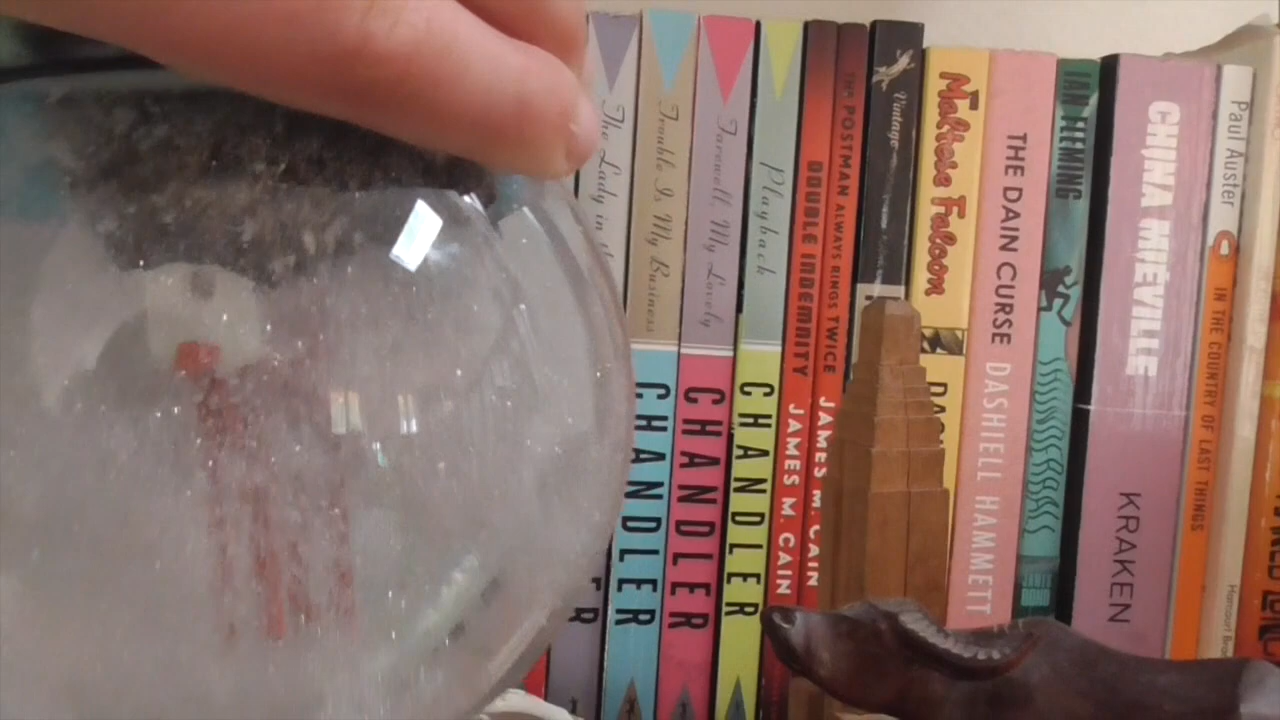 The Lady in
Trouble Is My Business
CHANDLER
Farewell, My Lovely
CHANDLER
Playback
CHANDLER
DOUBLE INDEMNITY JAMES M. CAIN
THE POSTMAN ALWAYS RINGS TWICE JAMES M. CAIN
Vintage
Maltese Falcon
THE DAIN CURSE DASHIELL HAMMETT
IAN FLEMING
CHINA MIÉVILLE
KRAKEN
Paul Auster
IN THE COUNTRY OF LAST THINGS